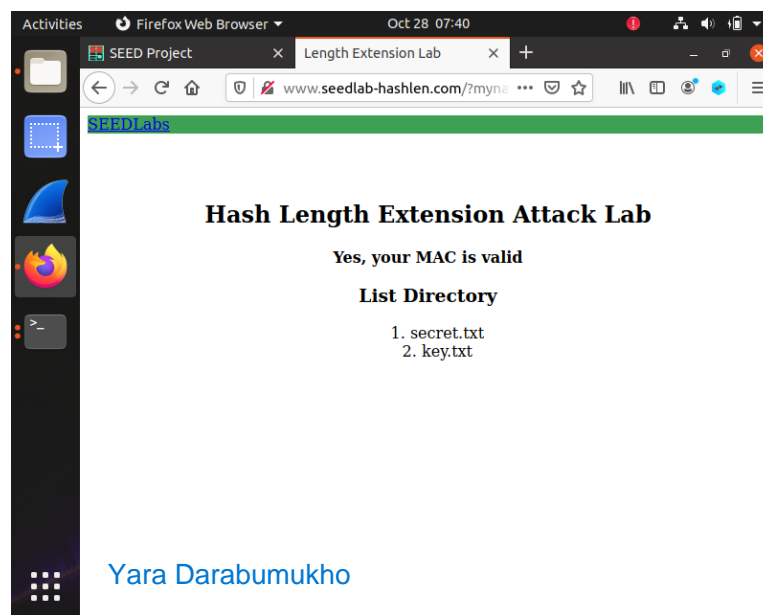 Activities Firefox Web Browser Oct 28 07:40
SEED Project Length Extension Lab
www.seedlab-hashlen.com/?myna
SEEDLabs
Hash Length Extension Attack Lab
Yes, your MAC is valid
List Directory
1. secret.txt
2. key.txt
Yara Darabumukho